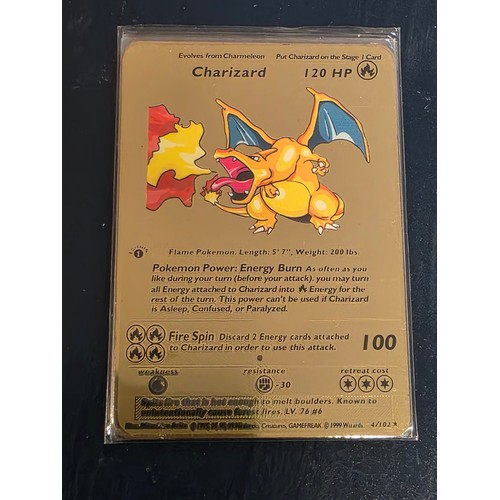 Evolves from Charmeleon Put Charizard on the Stage 1 Card
Charizard 120 HP
Flame Pokemon. Length: 5'7", Weight: 200 lbs.
Pokemon Power: Energy Burn As often as you
like during your turn (before your attack). you may turn
all Energy attached to Charizard into Energy for the
rest of the turn. This power can't be used if Charizard
is Asleep, Confused, or Paralyzed.
Fire Spin Discard 2 Energy cards attached
to Charizard in order to use this attack. 100
weakness resistance retreat cost
-30
Spits fire that is hot enough to melt boulders. Known to
unintentionally cause forest fires. LV. 76 #6
Creatures, GAMEFREAK. © 1999 Wizards. 4/102 ★